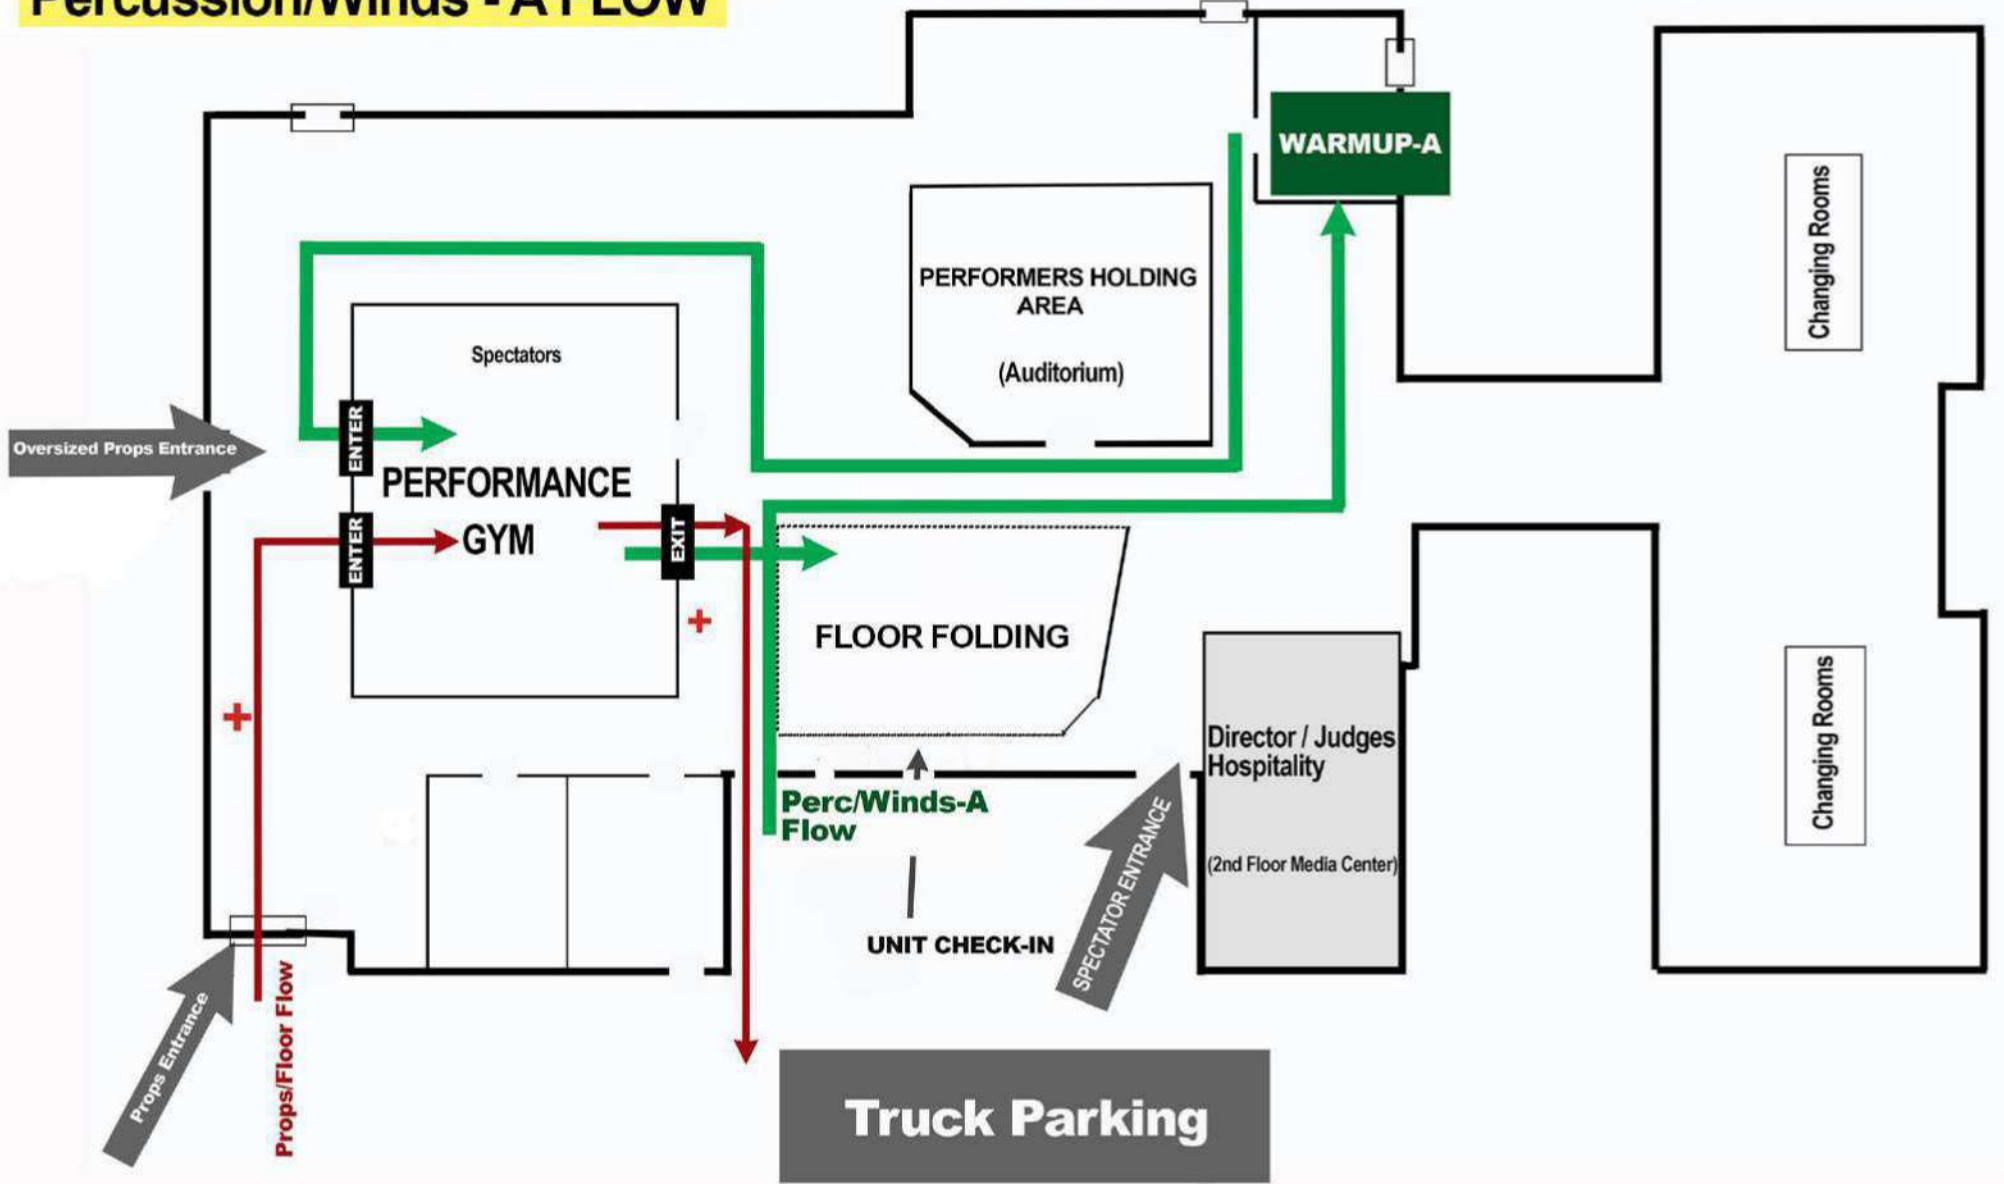 Percussion/Winds - A FLOW
WARMUP-A
Changing Rooms
PERFORMERS HOLDING
AREA
(Auditorium)
Spectators
ENTER
Oversized Props Entrance
PERFORMANCE
GYM
ENTER
EXIT
FLOOR FOLDING
Director / Judges
Hospitality
(2nd Floor Media Center)
Changing Rooms
Perc/Winds-A
Flow
SPECTATOR ENTRANCE
UNIT CHECK-IN
Props Entrance
Props/Floor Flow
Truck Parking